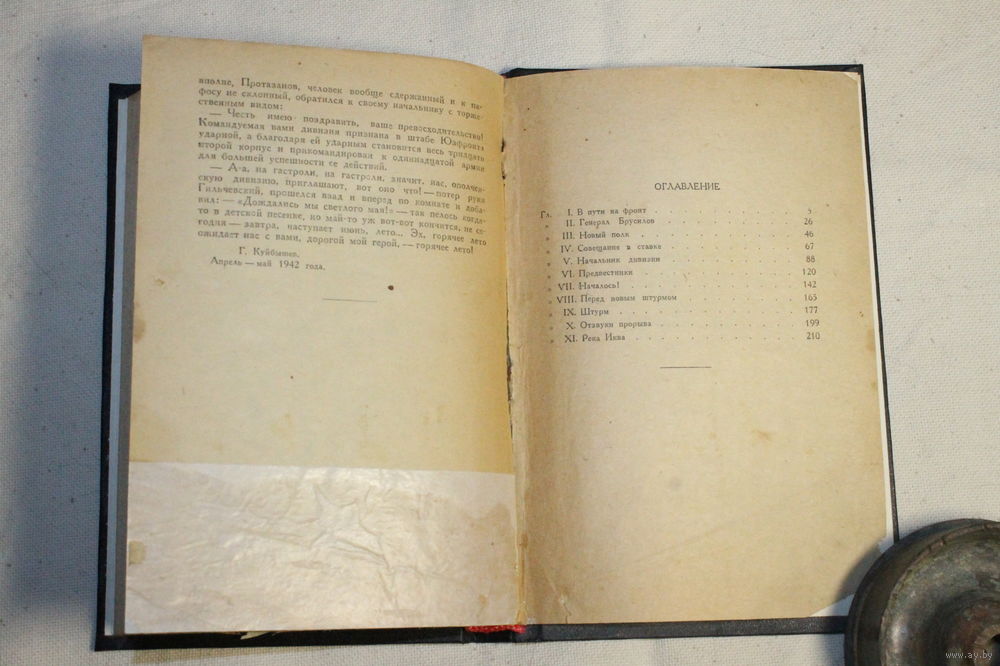 вполне, Протазанов, человек вообще сдержанный и к па-
фосу не склонный, обратился к своему начальнику с торже-
ственным видом:
— Честь имею поздравить, ваше превосходительство!
Командуемая вами дивизия признана в штабе Югфронта
ударной, а благодаря ей ударным становится весь тридцать
второй корпус и прикомандирован к одиннадцатой армии
для большей успешности ее действий.
— А-а, на гастроли, на гастроли, значит, нас, ополчен-
скую дивизию, приглашают, вот оно что! — потер руки
Гильчевский, прошелся взад и вперед по комнате и доба-
вил: — «Дождались мы светлого мая!» — так пелось когда-
то в детской песенке, но май-то уж вот-вот кончится, не се-
годня — завтра, наступает июнь, лето... Эх, горячее лето
ожидает нас с вами, дорогой мой герой, — горячее лето!
Г. Куйбышев.
Апрель — май 1942 года.
ОГЛАВЛЕНИЕ
Гл. I. В пути на фронт . . . . . . . . . . 3
» II. Генерал Брусилов . . . . . . . . . . 26
» III. Новый полк . . . . . . . . . . 46
» IV. Совещание в ставке . . . . . . . . . . 67
» V. Начальник дивизии . . . . . . . . . . 88
» VI. Предвестники . . . . . . . . . . 120
» VII. Началось! . . . . . . . . . . 142
» VIII. Перед новым штурмом . . . . . . . . . . 165
» IX. Штурм . . . . . . . . . . 177
» X. Отзвуки прорыва . . . . . . . . . . 199
» XI. Река Иква . . . . . . . . . . 210
www.ay.by